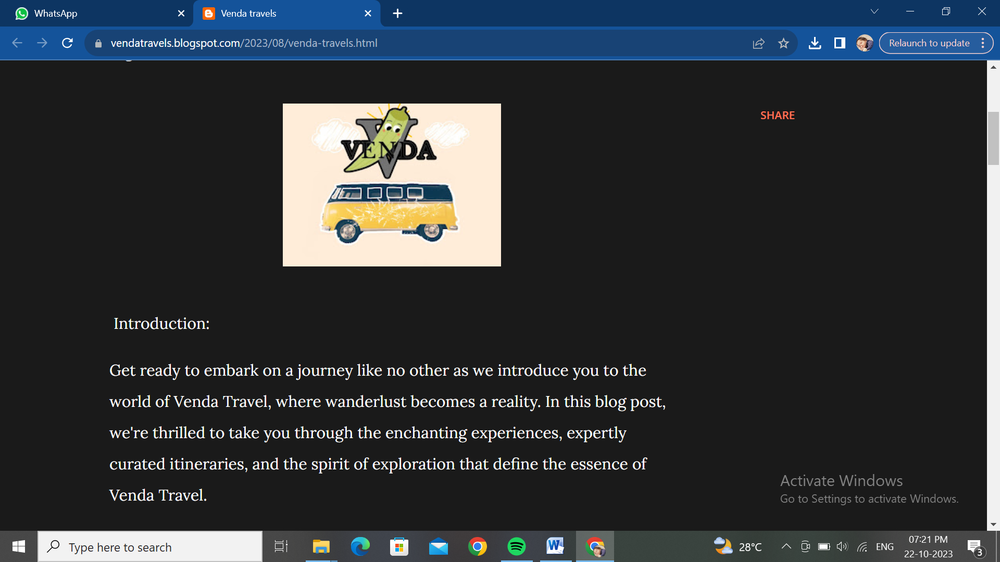 WhatsApp
Venda travels
vendatravels.blogspot.com/2023/08/venda-travels.html
Relaunch to update
V
VENDA
SHARE
Introduction:
Get ready to embark on a journey like no other as we introduce you to the
world of Venda Travel, where wanderlust becomes a reality. In this blog post,
we're thrilled to take you through the enchanting experiences, expertly
curated itineraries, and the spirit of exploration that define the essence of
Venda Travel.
Activate Windows
Go to Settings to activate Windows.
Type here to search
W
28°C
ENG
07:21 PM
22-10-2023
3